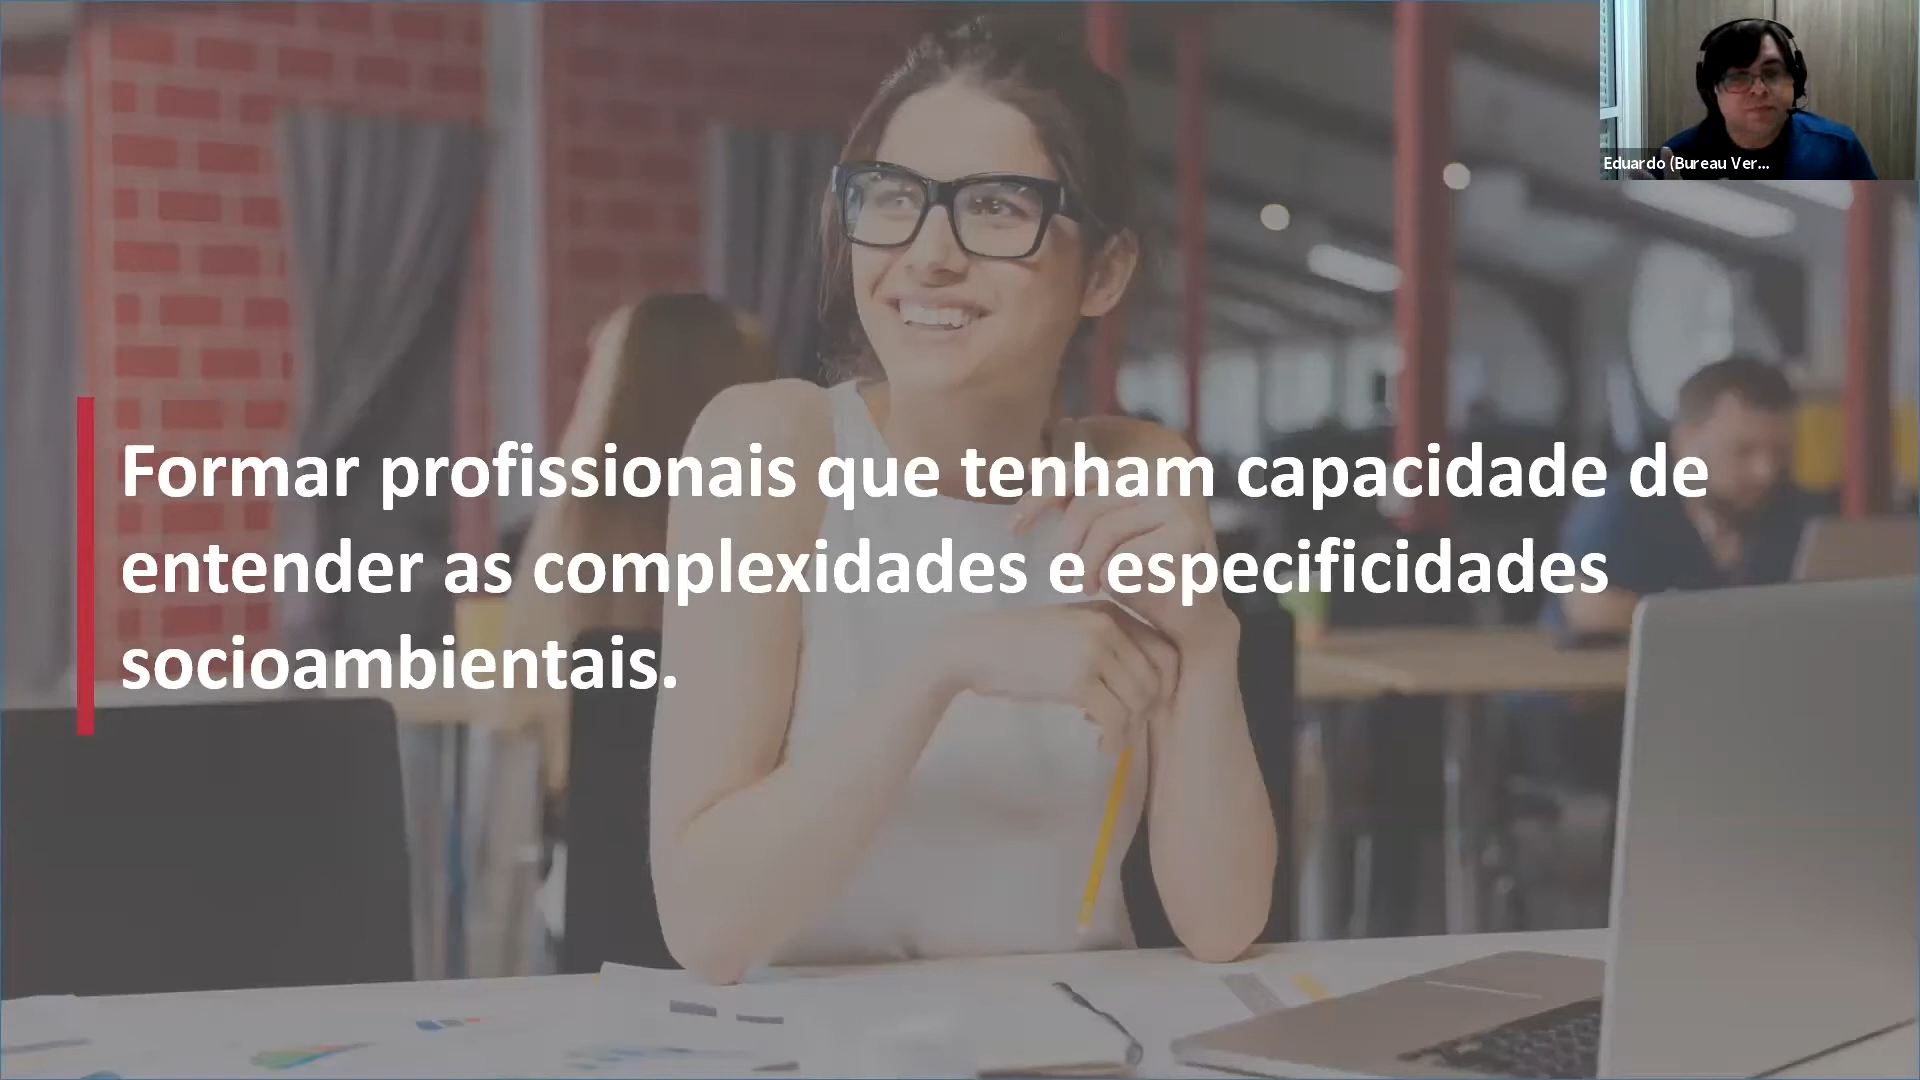 Eduardo (Bureau Ver...
Formar profissionais que tenham capacidade de
entender as complexidades e especificidades
socioambientais.